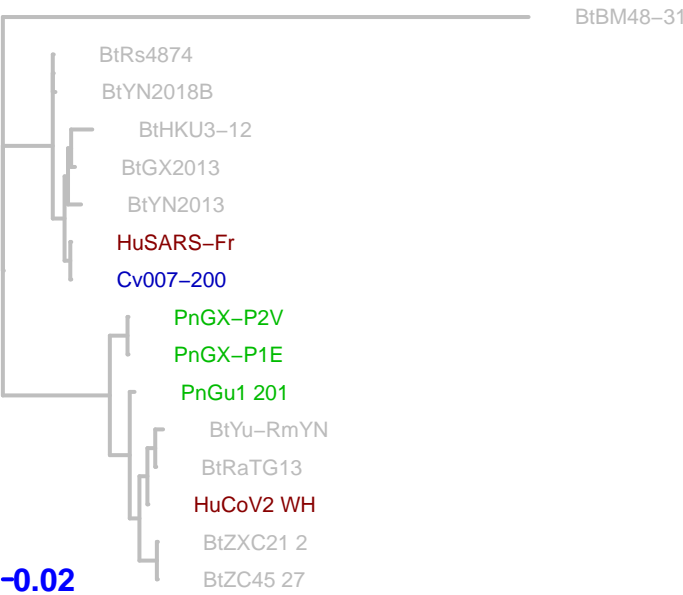 BtBM48−31
BtRs4874
BtYN2018B
BtHKU3−12
BtGX2013
BtYN2013
HuSARS−Fr
Cv007−200
PnGX−P2V
PnGX−P1E
PnGu1 201
BtYu−RmYN
BtRaTG13
HuCoV2 WH
BtZXC21 2
BtZC45 27
0.02